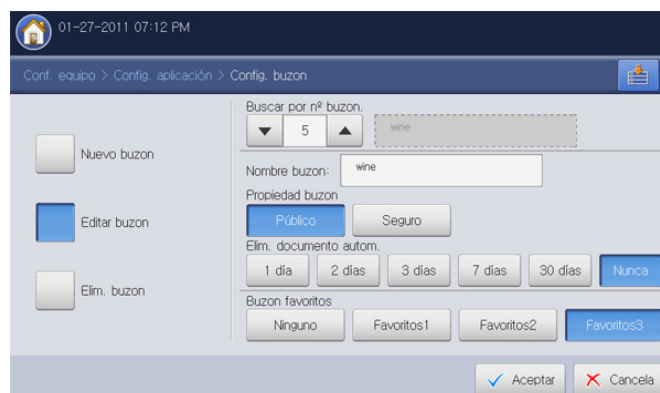 01-27-2011 07:12 PM
Conf. equipo > Config. aplicación > Config. buzon
Buscar por nº buzon.
5 wine
Nuevo buzon
Nombre buzon: wine
Propiedad buzon
Editar buzon
Público Seguro
Elim. documento autom.
1 día 2 días 3 días 7 días 30 días Nunca
Elim. buzon
Buzon favoritos
Ninguno Favoritos1 Favoritos2 Favoritos3
Aceptar Cancela